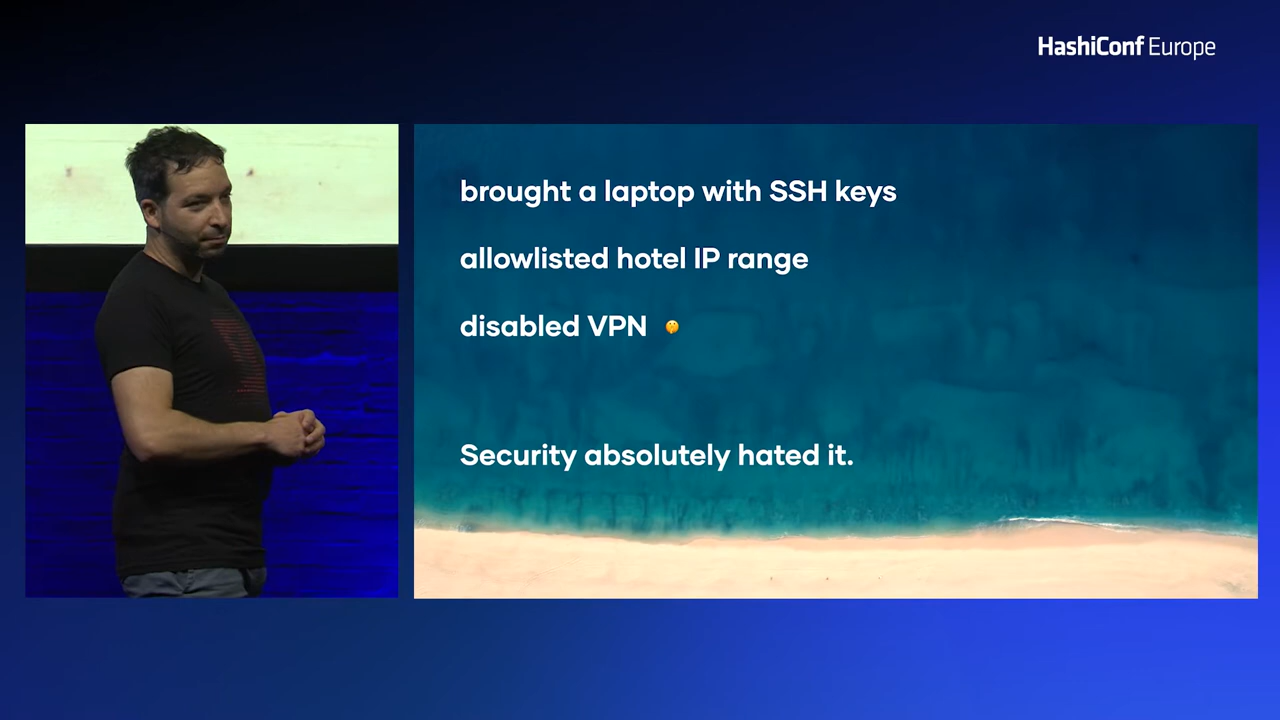 HashiConf Europe
brought a laptop with SSH keys
allowlisted hotel IP range
disabled VPN 🤫
Security absolutely hated it.